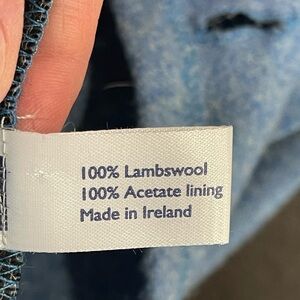 100% Lambswool
100% Acetate lining
Made in Ireland